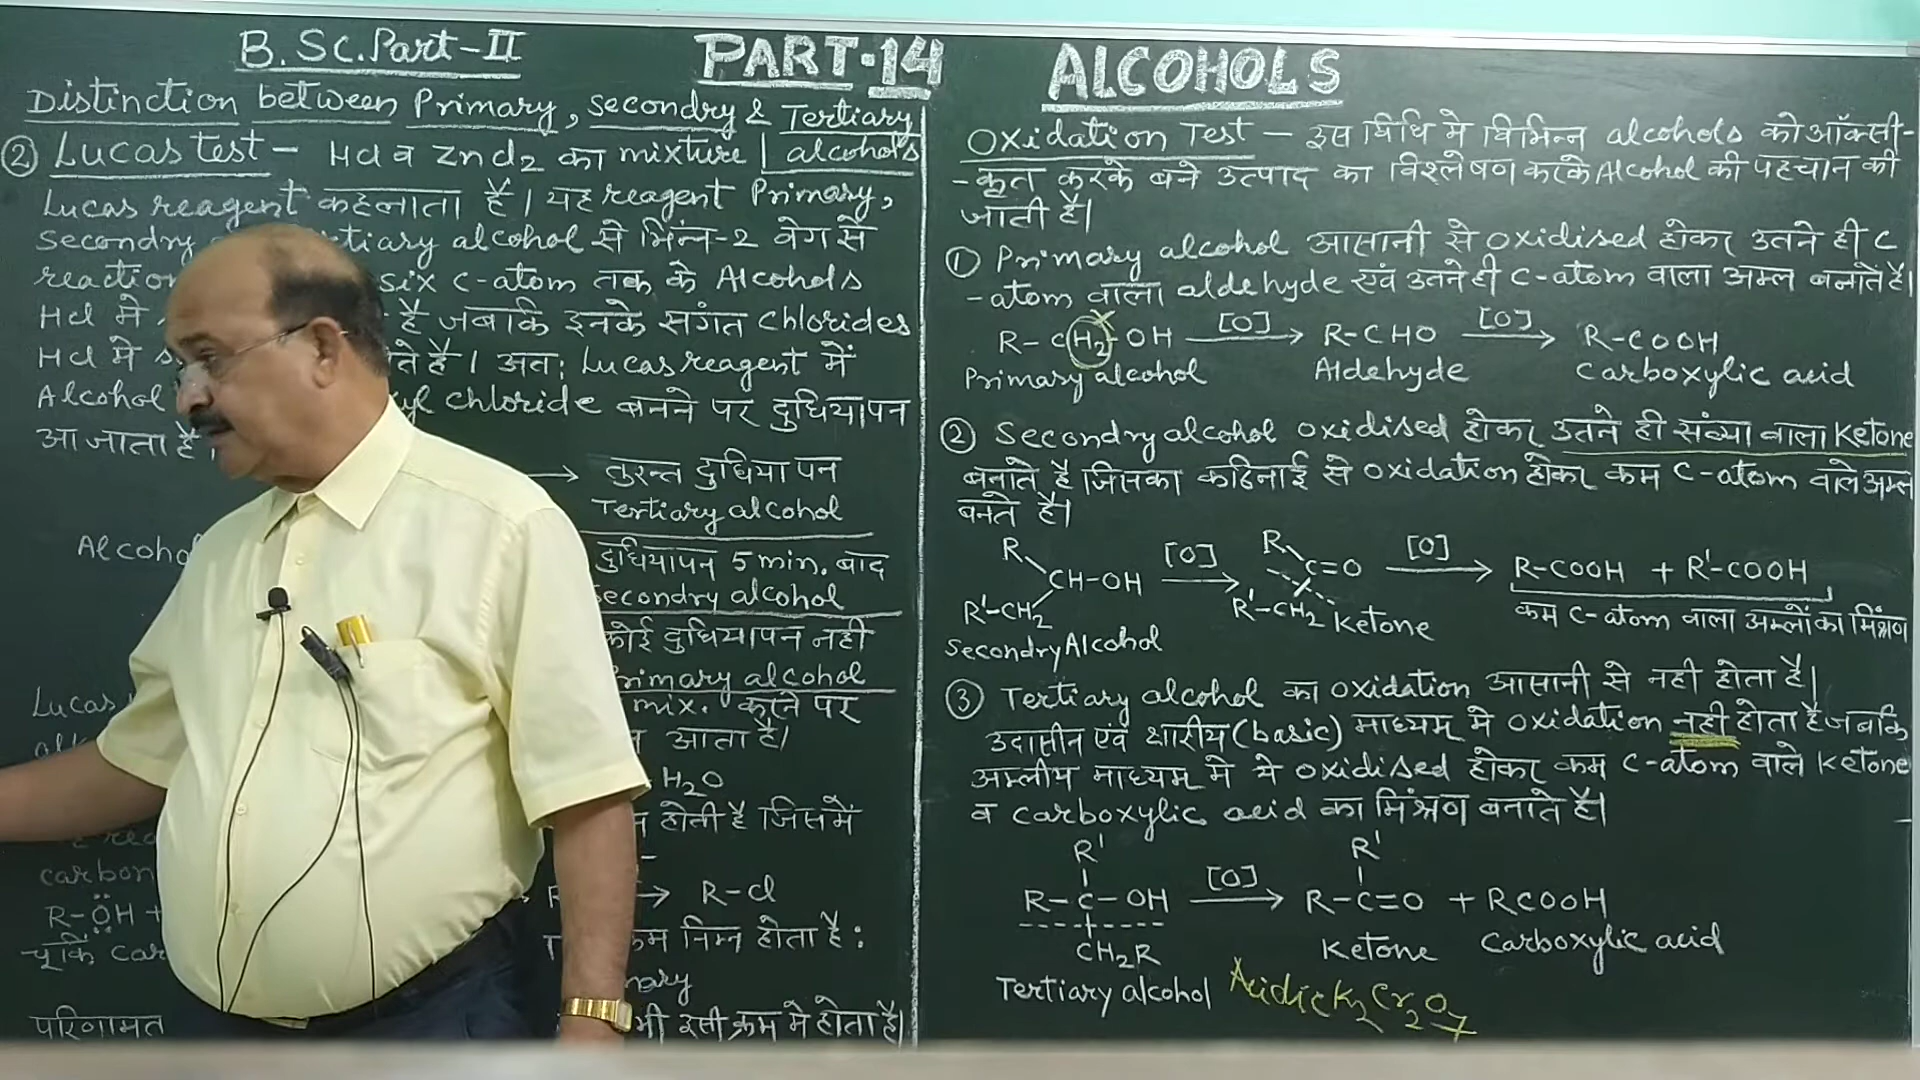 B.Sc. Part-II
PART-14
ALCOHOLS
Distinction between Primary, Secondry & Tertiary
alcohols
② Lucas test - HCl व ZnCl2 का mixture
Lucas reagent कहलाता है। यह reagent Primary,
Secondry tiary alcohol से भिन्न-2 वेग से
reaction six C-atom तक के Alcohols
HCl मे है जबकि इनके संगत Chlorides
HCl मे ते है। अत: Lucas reagent में
Alcohol yl chloride बनने पर दुधियापन
आ जाता है।
→ तुरन्त दुधियापन
Tertiary alcohol
Alcoho
दुधियापन 5 min. बाद
Secondry alcohol
कोई दुधियापन नही
Primary alcohol
Lucas mix. करने पर
आता है।
H2O
होती है जिसमें
carbon
R-ÖH + → R-Cl
चूंकि Car क्रम निम्न होता है:
mary
परिणामत भी इसी क्रम मे होता है।
Oxidation Test - इस विधि मे विभिन्न alcohols को ऑक्सी-
-कृत करके बने उत्पाद का विश्लेषण करके Alcohol की पहचान की
जाती है।
① Primary alcohol आसानी से oxidised होकर उतने ही C
-atom वाला aldehyde एवं उतने ही C-atom वाला अम्ल बनाते है।
R-CH2-OH [O]→ R-CHO [O]→ R-COOH
Primary alcohol Aldehyde Carboxylic acid
② Secondry alcohol oxidised होकर उतने ही संख्या वाला Ketone
बनाते है जिसका कठिनाई से oxidation होकर कम C-atom वाले अम्ल
बनते है।
R R
CH-OH [O]→ C=O [O]→ R-COOH + R'-COOH
R'-CH2 R'-CH2 Ketone कम C-atom वाला अम्लों का मिश्रण
Secondry Alcohol
③ Tertiary alcohol का oxidation आसानी से नही होता है।
उदासीन एवं क्षारीय (basic) माध्यम मे oxidation नही होता है जबकि
अम्लीय माध्यम मे ये oxidised होकर कम C-atom वाले Ketone
व Carboxylic acid का मिश्रण बनाते है।
R' R'
R-C-OH [O]→ R-C=O + RCOOH
CH2R Ketone Carboxylic acid
Tertiary alcohol Acidic K2Cr2O7